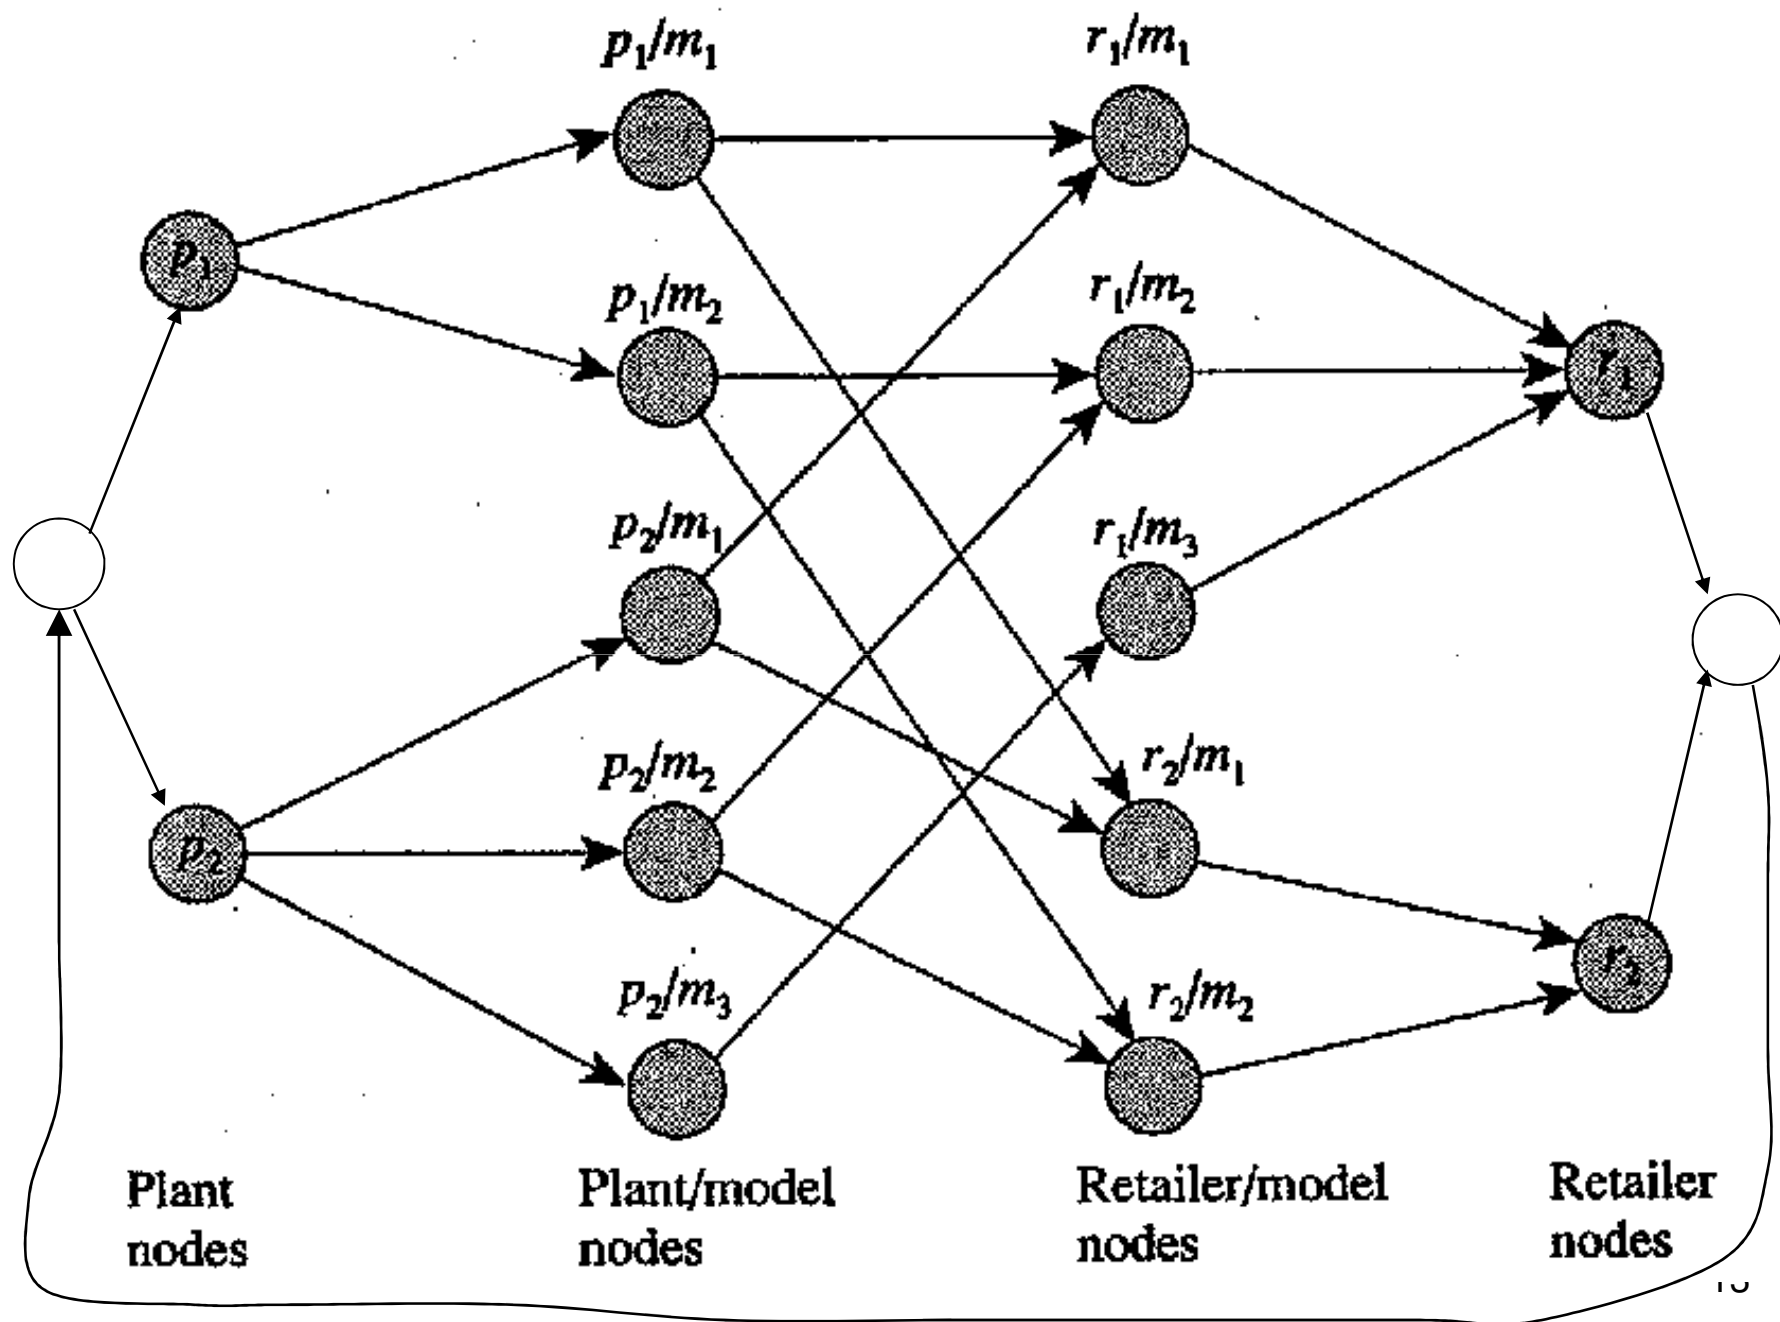 p₁/m₁
r₁/m₁
p₁
p₁/m₂
r₁/m₂
r₁
p₂/m₁
r₁/m₃
p₂/m₂
r₂/m₁
p₂
p₂/m₃
r₂/m₂
r₂
Plant nodes
Plant/model nodes
Retailer/model nodes
Retailer nodes